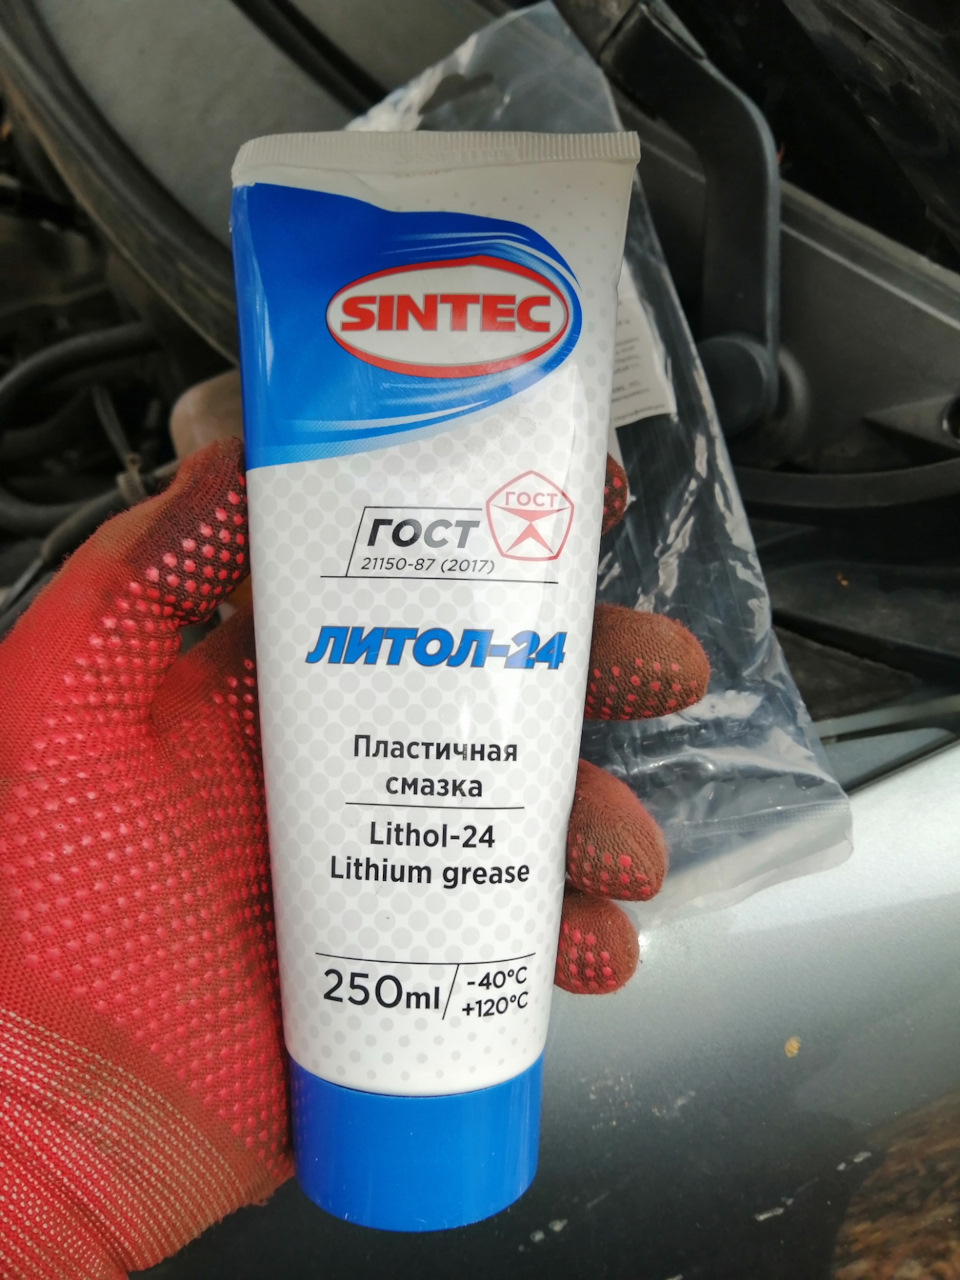 SINTEC
ГОСТ
ГОСТ
21150-87 (2017)
ЛИТОЛ-24
Пластичная
смазка
Lithol-24
Lithium grease
250ml
-40°C
+120°C